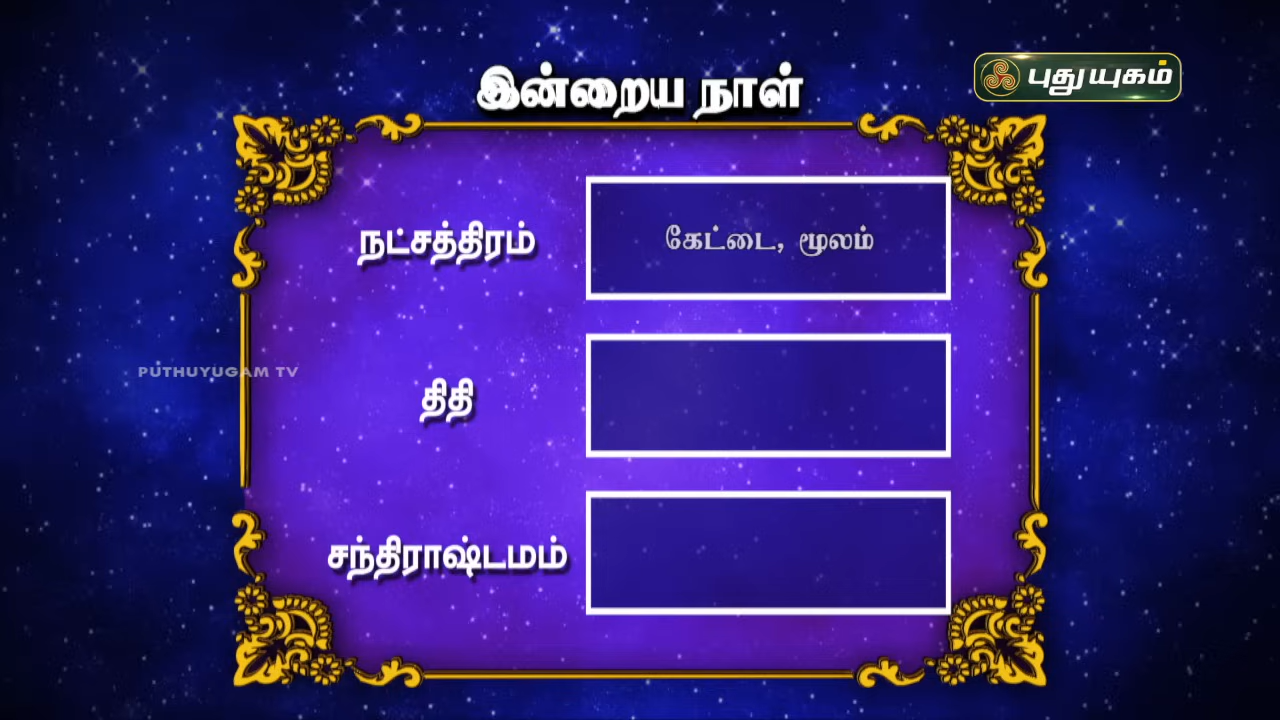 இன்றைய நாள்
புதுயுகம்
நட்சத்திரம்
கேட்டை, மூலம்
PUTHUYUGAM TV
திதி
சந்திராஷ்டமம்